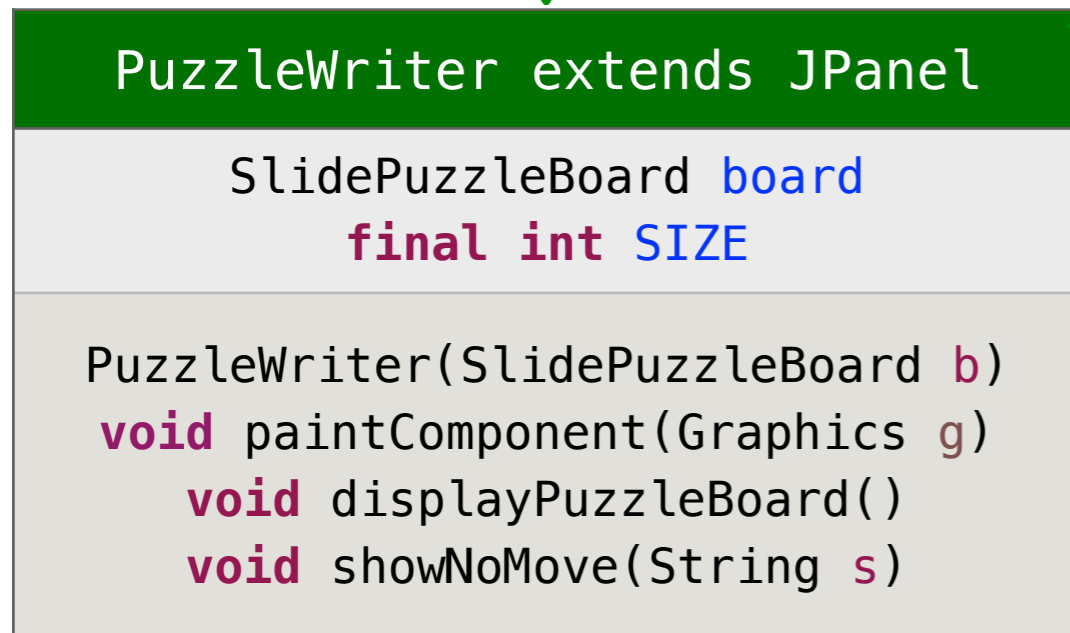 PuzzleWriter extends JPanel
SlidePuzzleBoard board
final int SIZE
PuzzleWriter(SlidePuzzleBoard b)
void paintComponent(Graphics g)
void displayPuzzleBoard()
void showNoMove(String s)